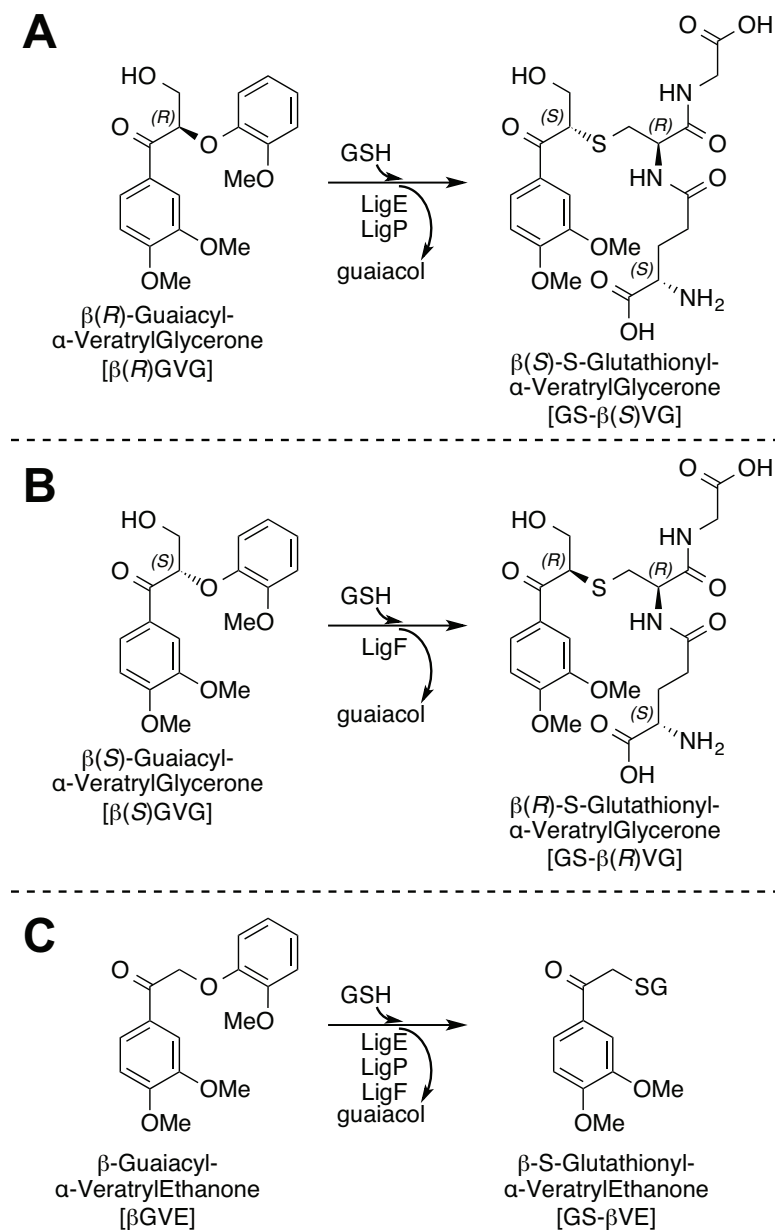 A
HO
(R)
O
O
MeO
OMe
OMe
β(R)-Guaiacyl-
α-VeratrylGlycerone
[β(R)GVG]
GSH
LigE
LigP
guaiacol
O
OH
HO
HN
(S)
(R)
O
S
O
HN
O
OMe
OMe
(S)
O
NH2
OH
β(S)-S-Glutathionyl-
α-VeratrylGlycerone
[GS-β(S)VG]
B
HO
(S)
O
O
MeO
OMe
OMe
β(S)-Guaiacyl-
α-VeratrylGlycerone
[β(S)GVG]
GSH
LigF
guaiacol
O
OH
HO
HN
(R)
(R)
O
S
O
HN
O
OMe
OMe
(S)
O
NH2
OH
β(R)-S-Glutathionyl-
α-VeratrylGlycerone
[GS-β(R)VG]
C
O
O
MeO
OMe
OMe
β-Guaiacyl-
α-VeratrylEthanone
[βGVE]
GSH
LigE
LigP
LigF
guaiacol
O
SG
OMe
OMe
β-S-Glutathionyl-
α-VeratrylEthanone
[GS-βVE]